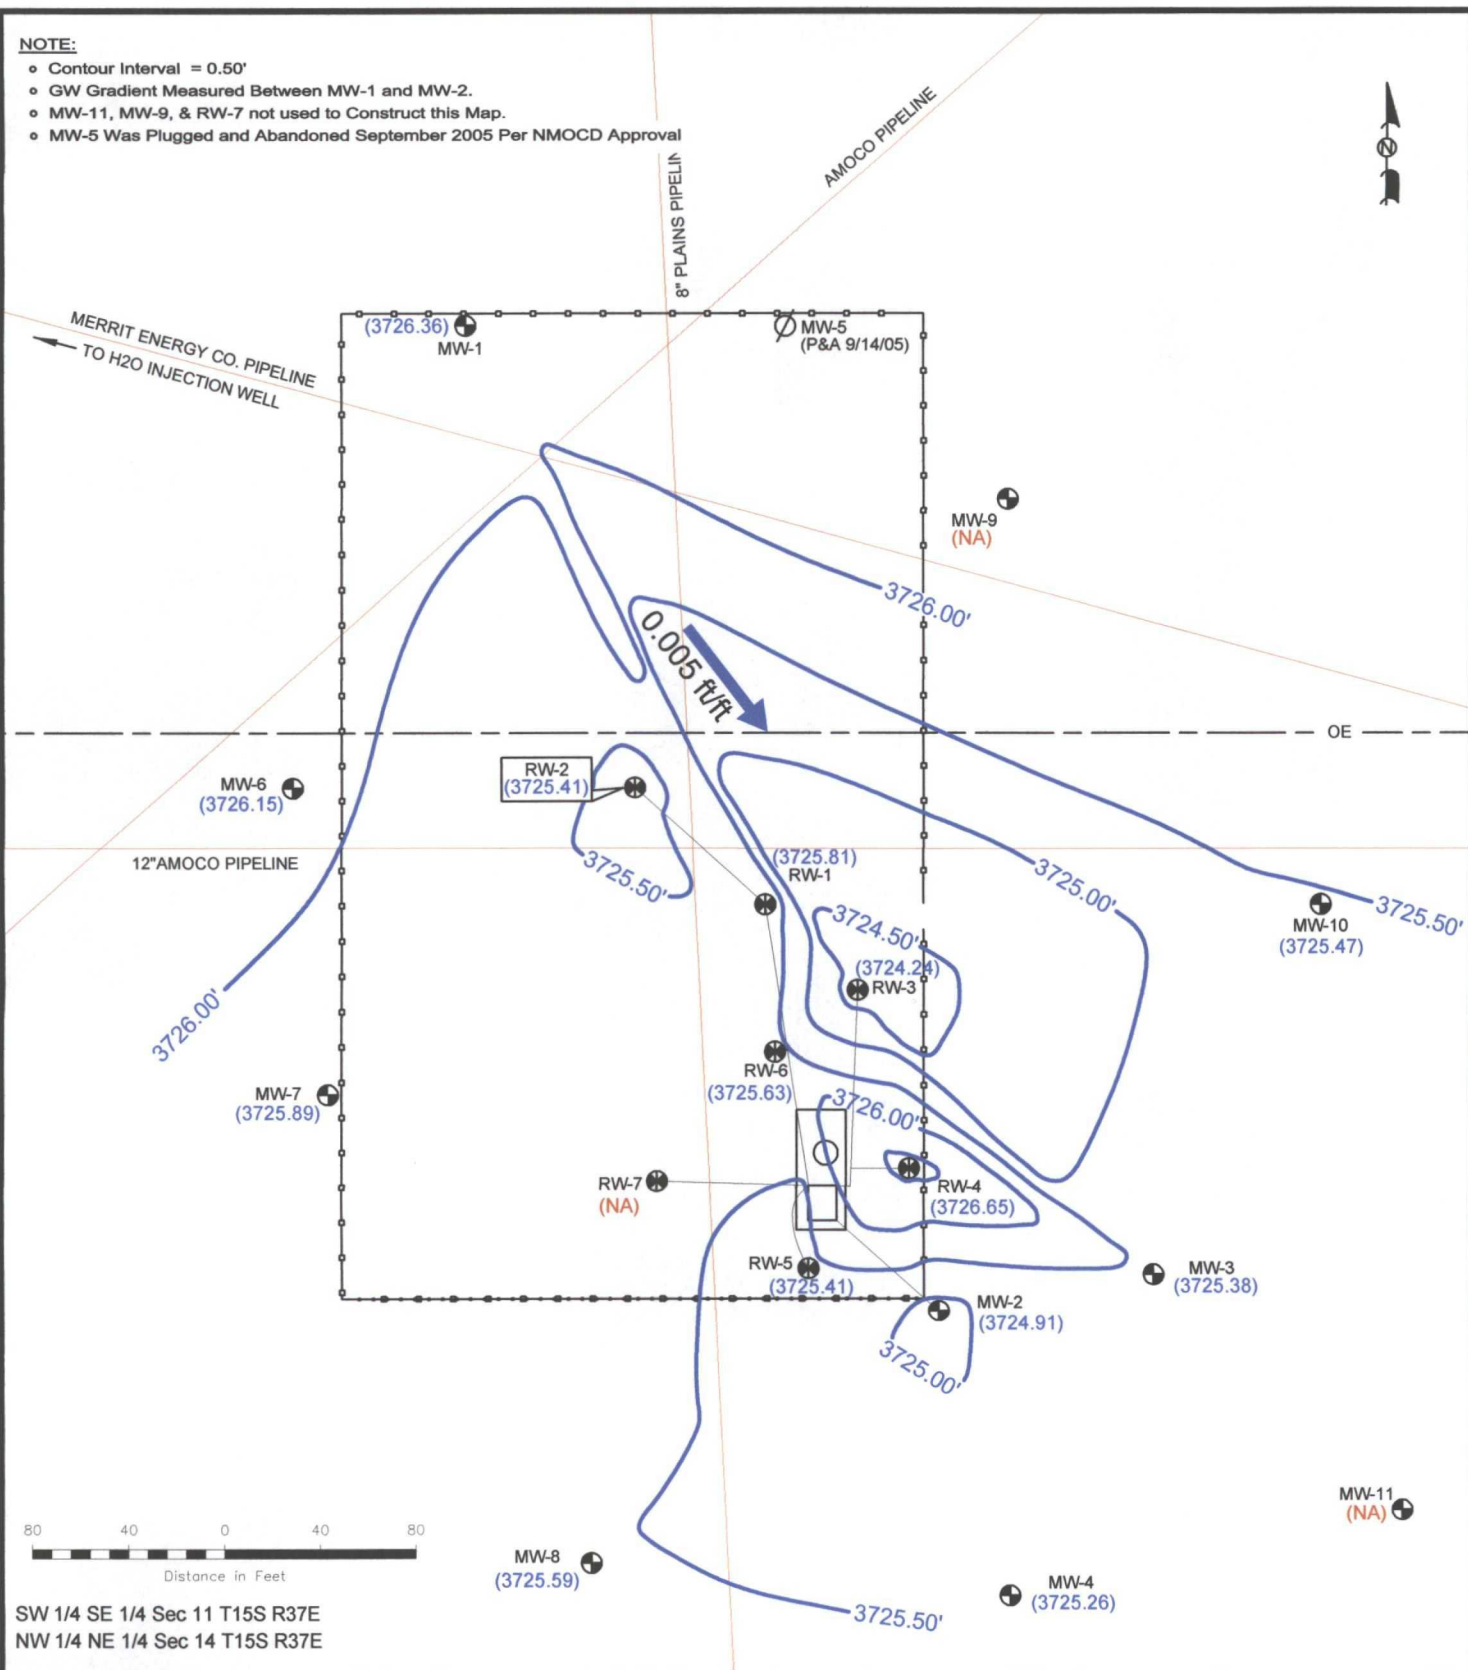 NOTE:
Contour Interval = 0.50'
GW Gradient Measured Between MW-1 and MW-2.
MW-11, MW-9, & RW-7 not used to Construct this Map.
MW-5 Was Plugged and Abandoned September 2005 Per NMOCD Approval
8" PLAINS PIPELIN
AMOCO PIPELINE
N
MERRIT ENERGY CO. PIPELINE
TO H2O INJECTION WELL
(3726.36)
MW-1
MW-5
(P&A 9/14/05)
MW-9
(NA)
3726.00'
0.005 ft/ft
OE
MW-6
(3726.15)
RW-2
(3725.41)
12"AMOCO PIPELINE
3725.50'
(3725.81)
RW-1
3725.00'
3725.50'
MW-10
(3725.47)
3724.50'
(3724.24)
RW-3
3726.00'
RW-6
(3725.63)
MW-7
(3725.89)
3726.00'
RW-7
(NA)
RW-4
(3726.65)
RW-5
(3725.41)
MW-3
(3725.38)
MW-2
(3724.91)
3725.00'
MW-11
(NA)
80 40 0 40 80
Distance in Feet
MW-8
(3725.59)
MW-4
(3725.26)
3725.50'
SW 1/4 SE 1/4 Sec 11 T15S R37E
NW 1/4 NE 1/4 Sec 14 T15S R37E